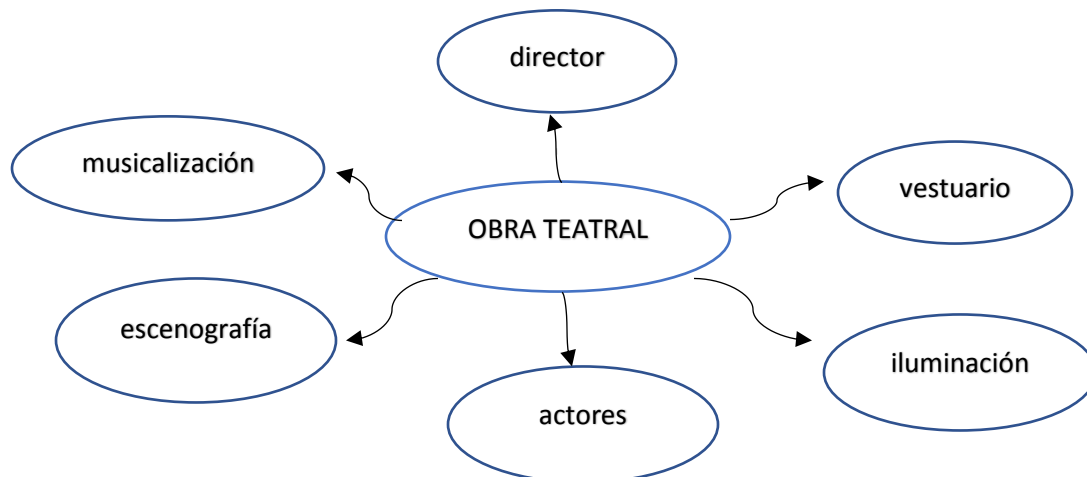 director
musicalización
vestuario
OBRA TEATRAL
escenografía
iluminación
actores